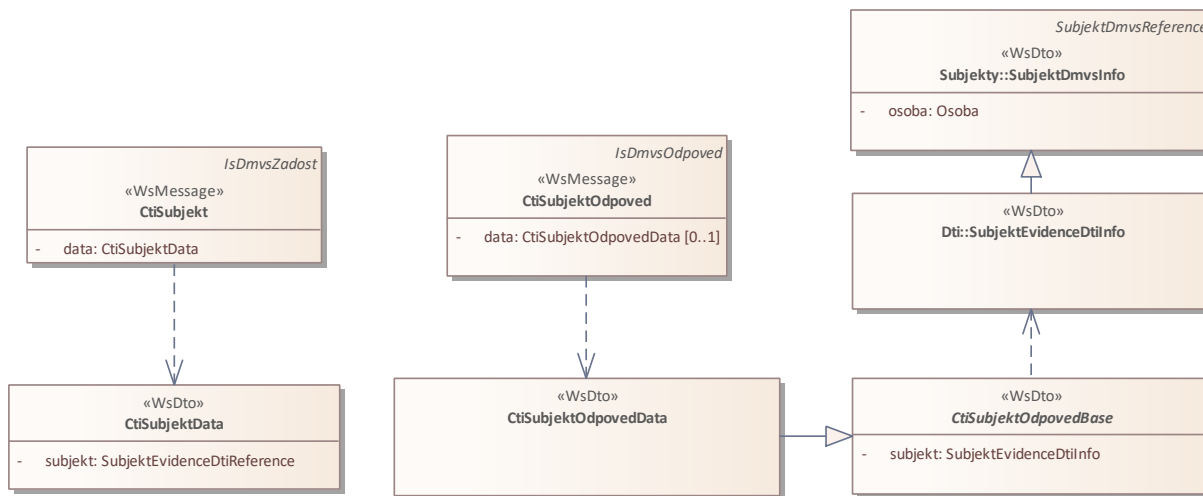 SubjektDmvsReference
«WsDto»
Subjekty::SubjektDmvsInfo
- osoba: Osoba
IsDmvsZadost
«WsMessage»
CtiSubjekt
- data: CtiSubjektData
IsDmvsOdpoved
«WsMessage»
CtiSubjektOdpoved
- data: CtiSubjektOdpovedData [0..1]
«WsDto»
Dti::SubjektEvidenceDtiInfo
«WsDto»
CtiSubjektData
- subjekt: SubjektEvidenceDtiReference
«WsDto»
CtiSubjektOdpovedData
«WsDto»
CtiSubjektOdpovedBase
- subjekt: SubjektEvidenceDtiInfo